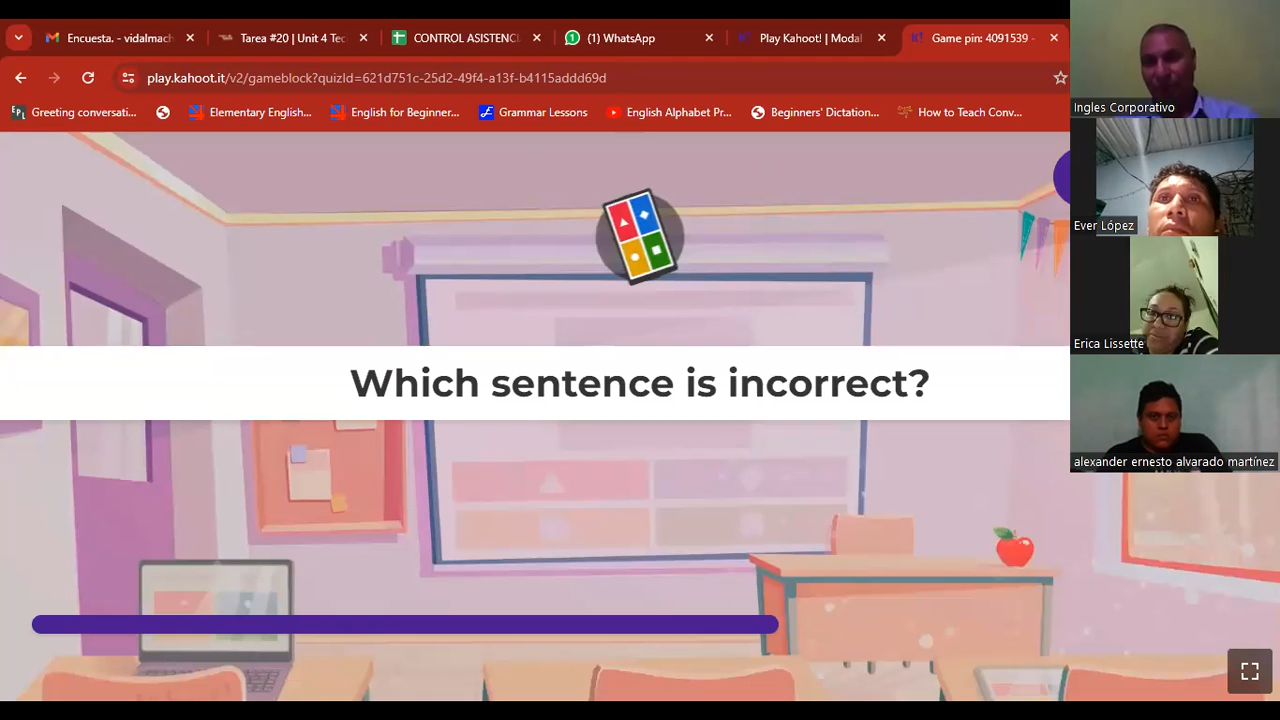 Encuesta. - vidalmach
Tarea #20 | Unit 4 Tec
CONTROL ASISTENCI
(1) WhatsApp
Play Kahoot! | Modal
Game pin: 4091539 -
play.kahoot.it/v2/gameblock?quizId=621d751c-25d2-49f4-a13f-b4115addd69d
Greeting conversati...
Elementary English...
English for Beginner...
Grammar Lessons
English Alphabet Pr...
Beginners' Dictation...
How to Teach Conv...
Which sentence is incorrect?
Ingles Corporativo
Ever López
Erica Lissette
alexander ernesto alvarado martínez